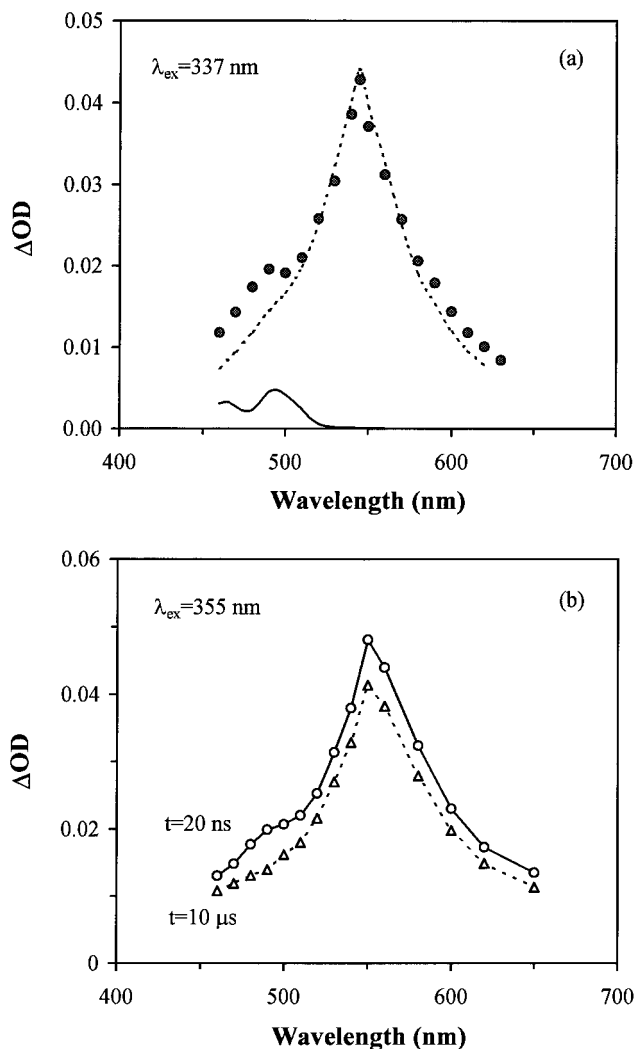 0.05
λex=337 nm
(a)
0.04
0.03
ΔOD
0.02
0.01
0.00
400
500
600
700
Wavelength (nm)
0.06
λex=355 nm
(b)
0.04
ΔOD
0.02
t=20 ns
t=10 μs
0
400
500
600
700
Wavelength (nm)